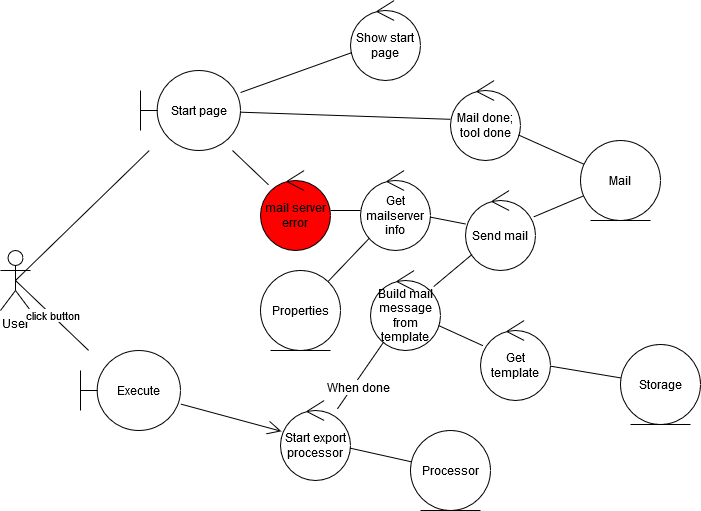 Show start
page
Start page
Mail done;
tool done
Mail
mail server
error
Get
mailserver
info
Send mail
User
click button
Properties
Build mail
message
from
template
Get
template
Storage
Execute
When done
Start export
processor
Processor